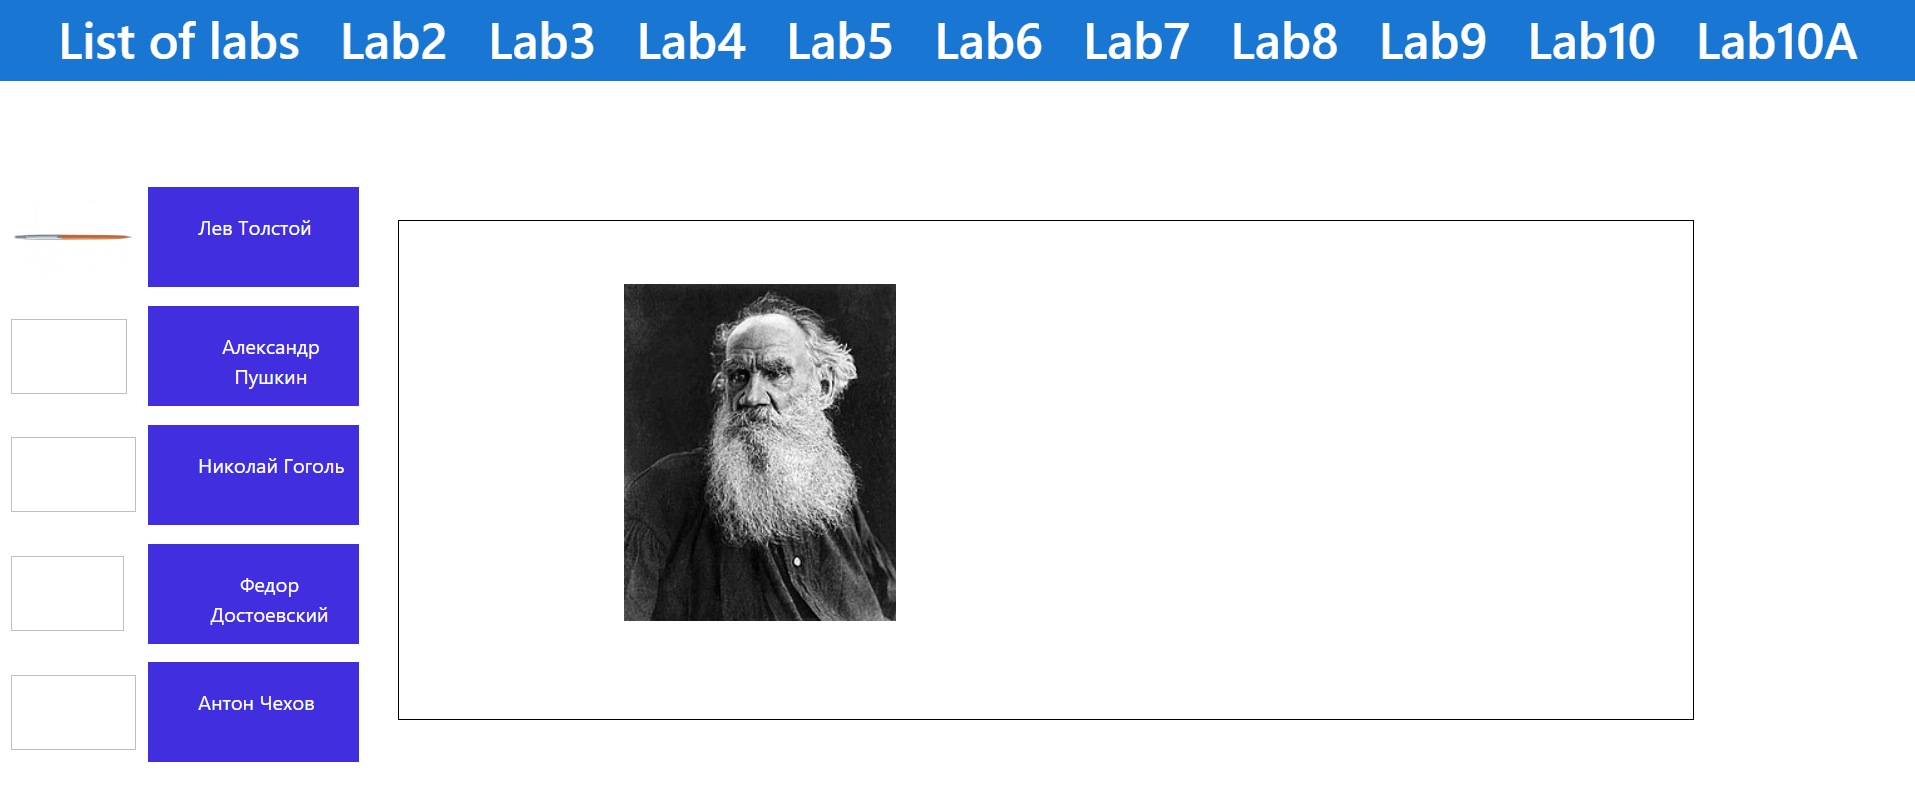 List of labs Lab2 Lab3 Lab4 Lab5 Lab6 Lab7 Lab8 Lab9 Lab10 Lab10A
Лев Толстой
Александр
Пушкин
Николай Гоголь
Федор
Достоевский
Антон Чехов